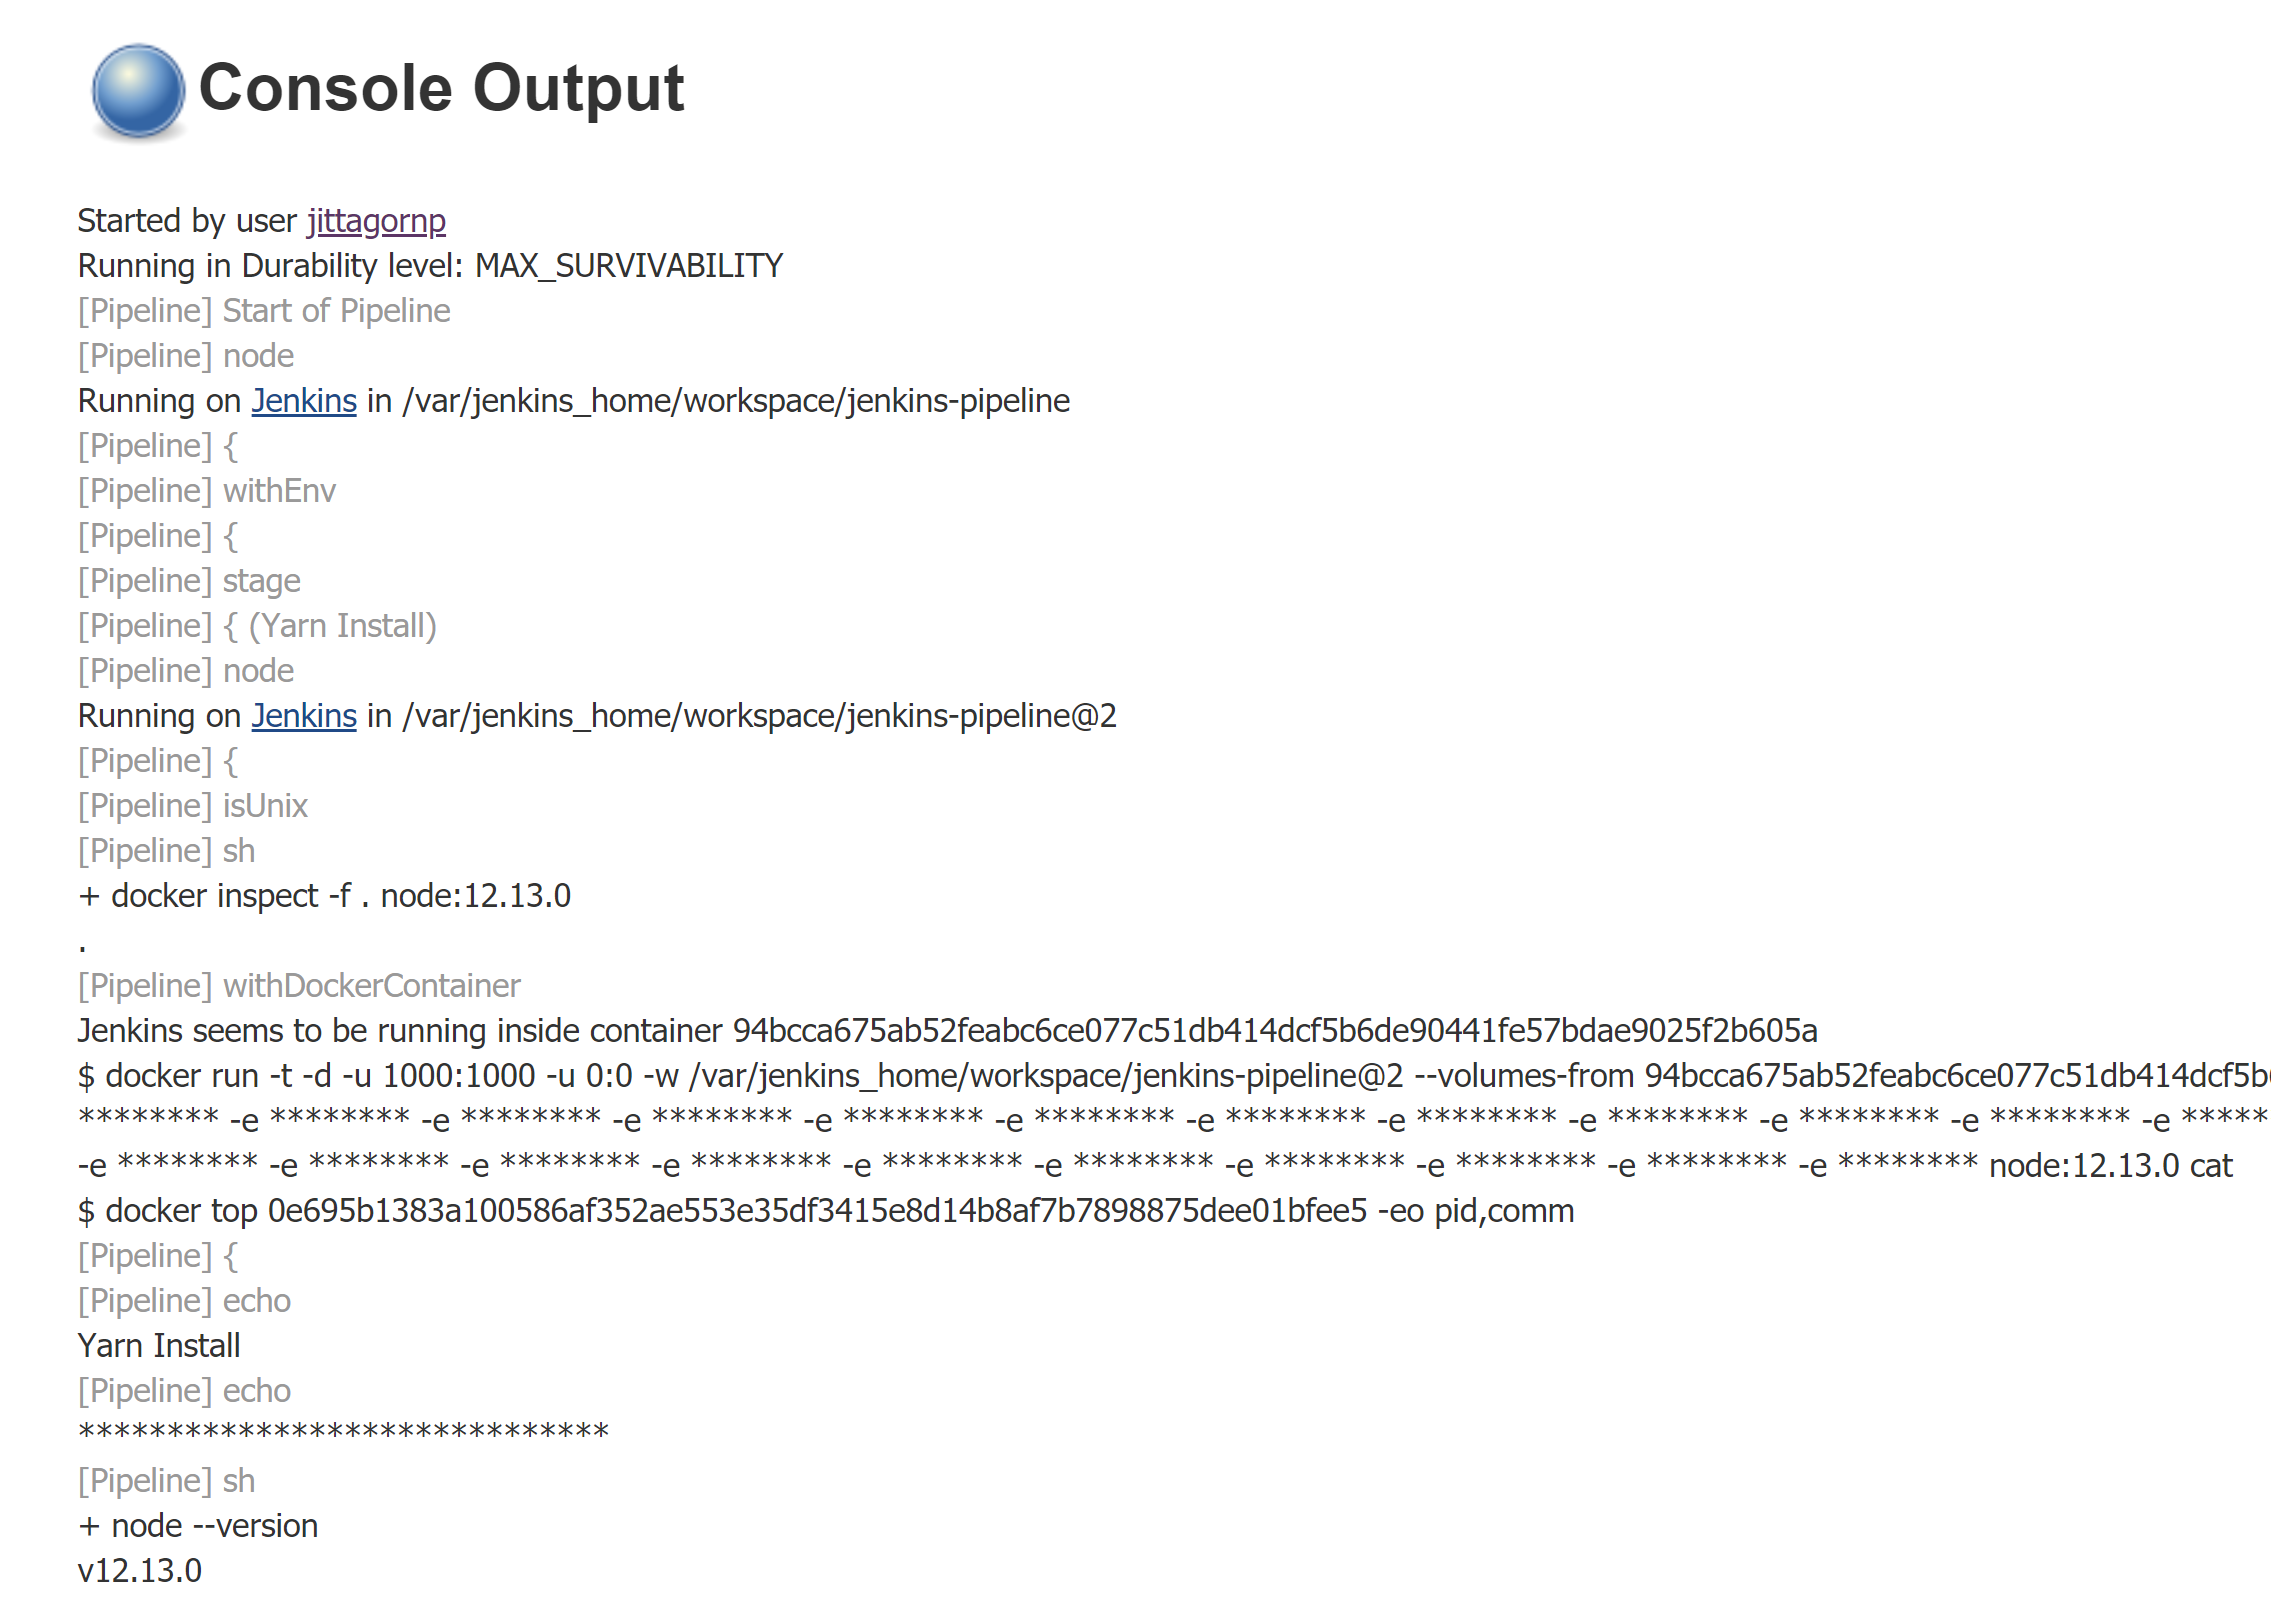 Console Output
Started by user jittagornp
Running in Durability level: MAX_SURVIVABILITY
[Pipeline] Start of Pipeline
[Pipeline] node
Running on Jenkins in /var/jenkins_home/workspace/jenkins-pipeline
[Pipeline] {
[Pipeline] withEnv
[Pipeline] {
[Pipeline] stage
[Pipeline] { (Yarn Install)
[Pipeline] node
Running on Jenkins in /var/jenkins_home/workspace/jenkins-pipeline@2
[Pipeline] {
[Pipeline] isUnix
[Pipeline] sh
+ docker inspect -f . node:12.13.0
.
[Pipeline] withDockerContainer
Jenkins seems to be running inside container 94bcca675ab52feabc6ce077c51db414dcf5b6de90441fe57bdae9025f2b605a
$ docker run -t -d -u 1000:1000 -u 0:0 -w /var/jenkins_home/workspace/jenkins-pipeline@2 --volumes-from 94bcca675ab52feabc6ce077c51db414dcf5b
******** -e ******** -e ******** -e ******** -e ******** -e ******** -e ******** -e ******** -e ******** -e ******** -e ******** -e *****
-e ******** -e ******** -e ******** -e ******** -e ******** -e ******** -e ******** -e ******** -e ******** -e ******** node:12.13.0 cat
$ docker top 0e695b1383a100586af352ae553e35df3415e8d14b8af7b7898875dee01bfee5 -eo pid,comm
[Pipeline] {
[Pipeline] echo
Yarn Install
[Pipeline] echo
******************************
[Pipeline] sh
+ node --version
v12.13.0